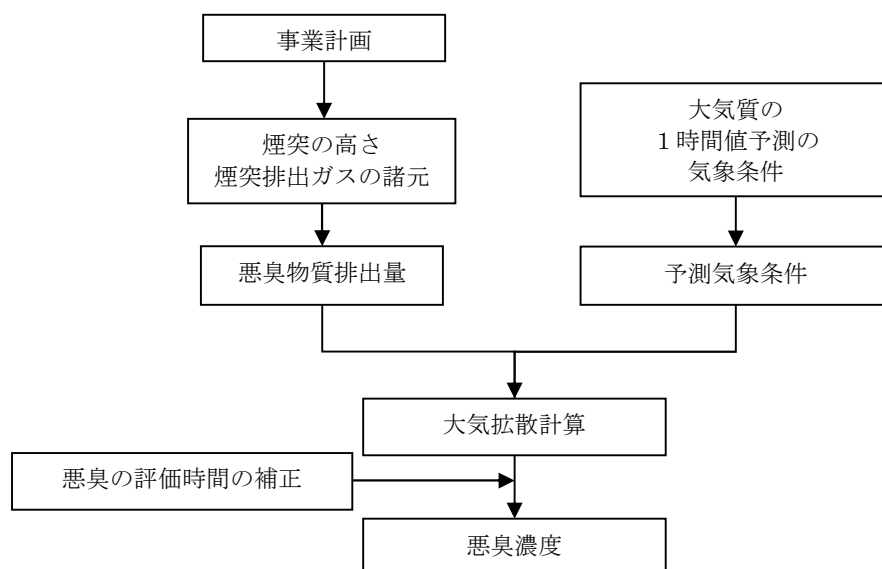 事業計画
煙突の高さ
煙突排出ガスの諸元
大気質の
１時間値予測の
気象条件
悪臭物質排出量
予測気象条件
大気拡散計算
悪臭の評価時間の補正
悪臭濃度